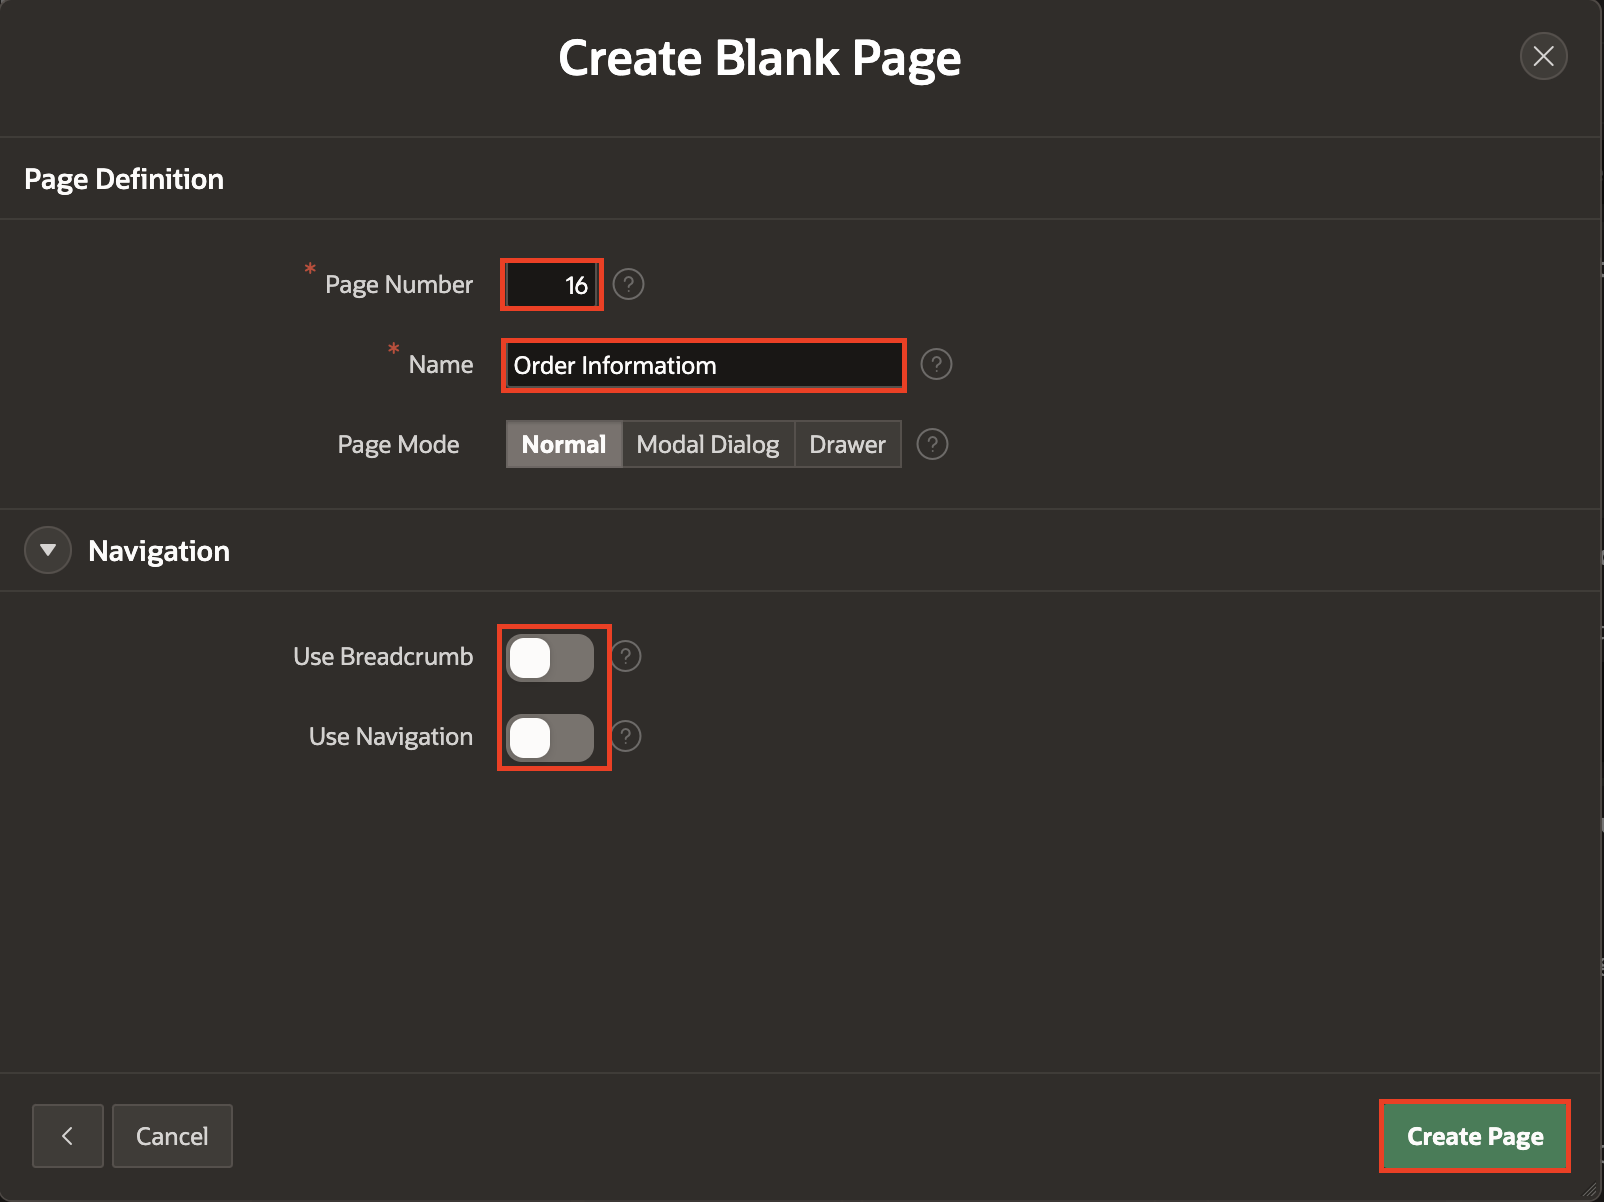 Create Blank Page
Page Definition
* Page Number 16 ?
* Name Order Informatiom ?
Page Mode Normal Modal Dialog Drawer ?
Navigation
Use Breadcrumb ?
Use Navigation ?
Cancel Create Page